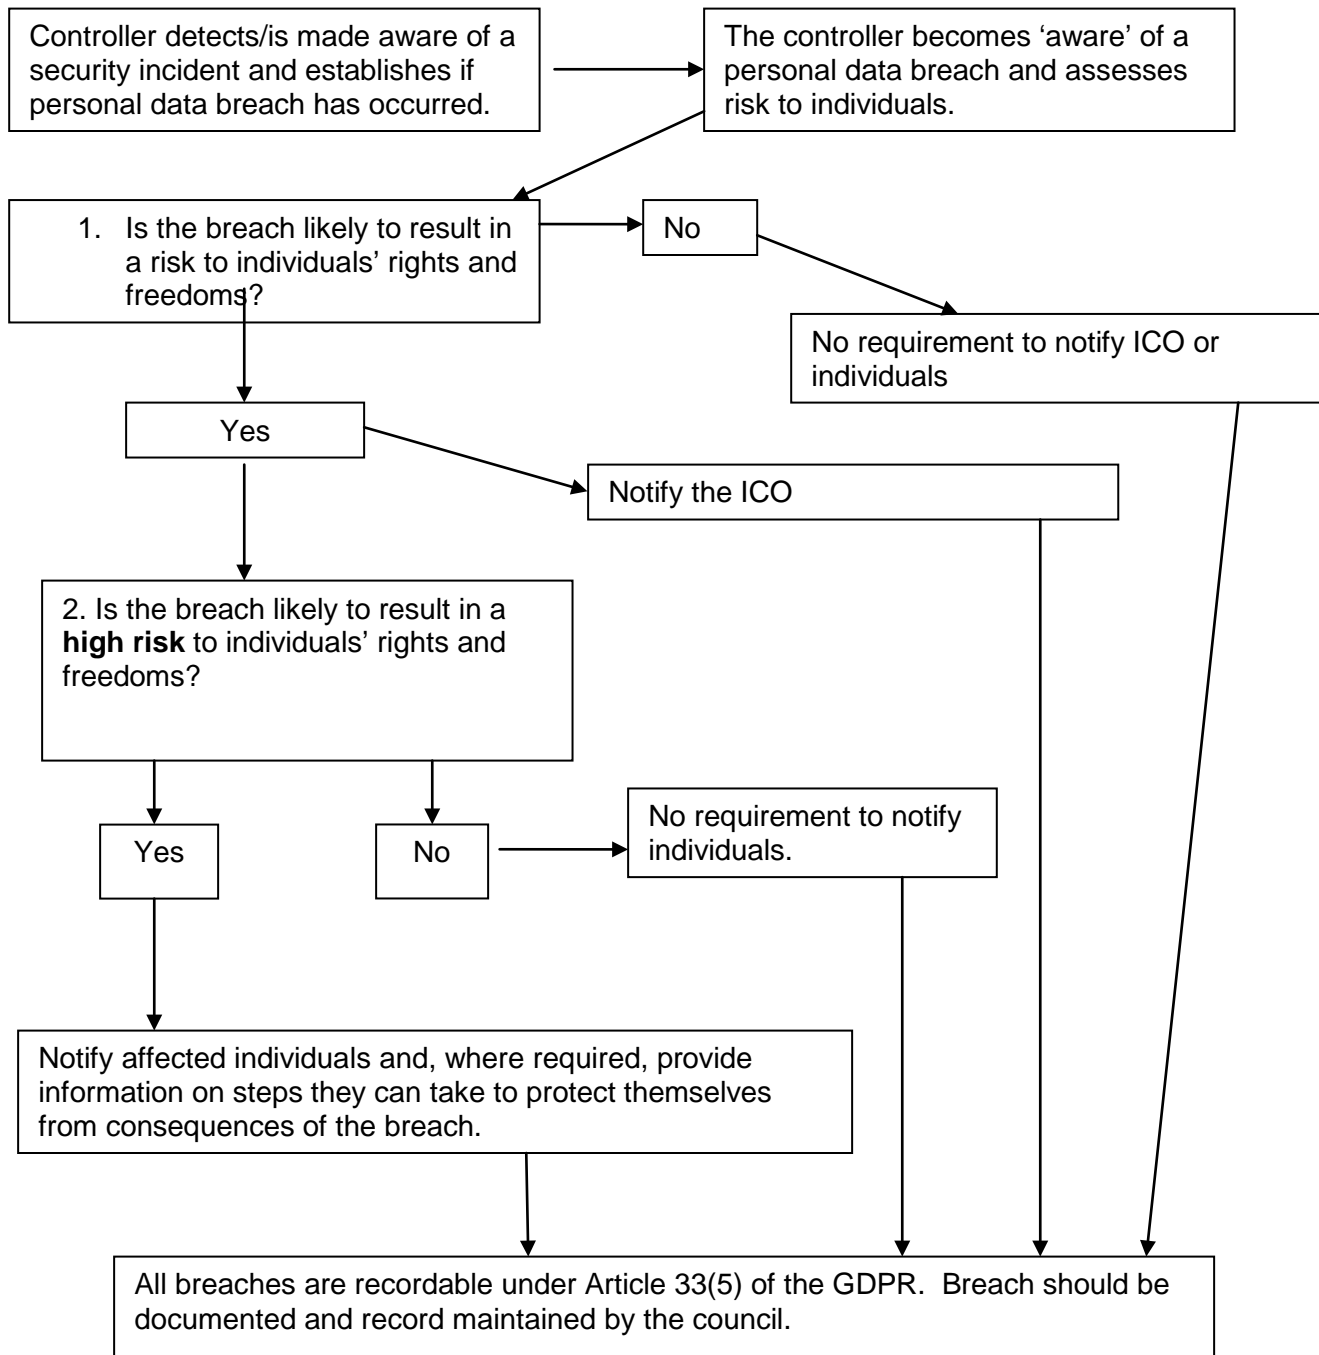 Controller detects/is made aware of a
security incident and establishes if
personal data breach has occurred.
The controller becomes ‘aware’ of a
personal data breach and assesses
risk to individuals.
1. Is the breach likely to result in
a risk to individuals’ rights and
freedoms?
No
No requirement to notify ICO or
individuals
Yes
Notify the ICO
2. Is the breach likely to result in a
high risk to individuals’ rights and
freedoms?
Yes
No
No requirement to notify
individuals.
Notify affected individuals and, where required, provide
information on steps they can take to protect themselves
from consequences of the breach.
All breaches are recordable under Article 33(5) of the GDPR.  Breach should be
documented and record maintained by the council.